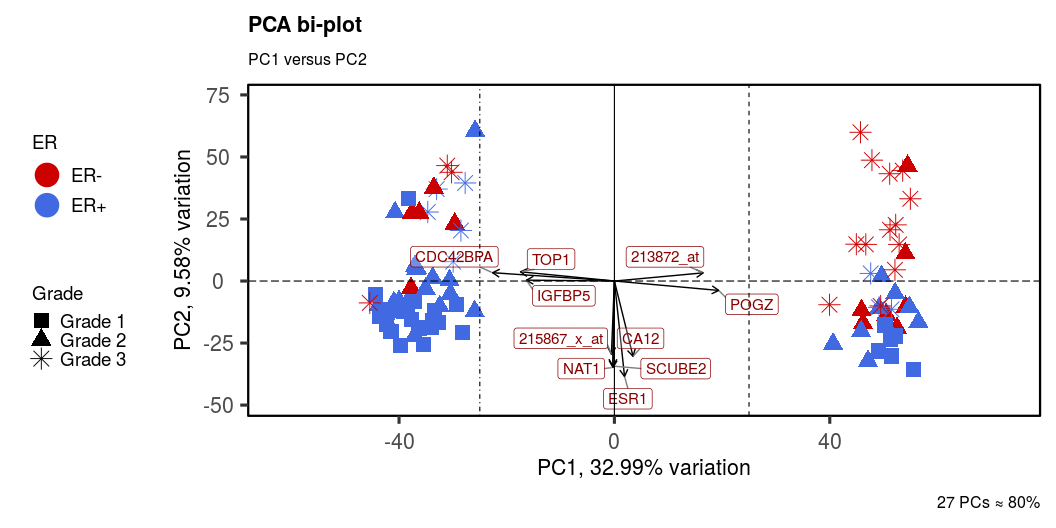 PCA bi-plot
PC1 versus PC2
ER
ER-
ER+
Grade
Grade 1
Grade 2
Grade 3
PC2, 9.58% variation
75
50
25
0
-25
-50
CDC42BPA
TOP1
213872_at
IGFBP5
POGZ
215867_x_at
CA12
NAT1
SCUBE2
ESR1
-40
0
40
PC1, 32.99% variation
27 PCs ≈ 80%